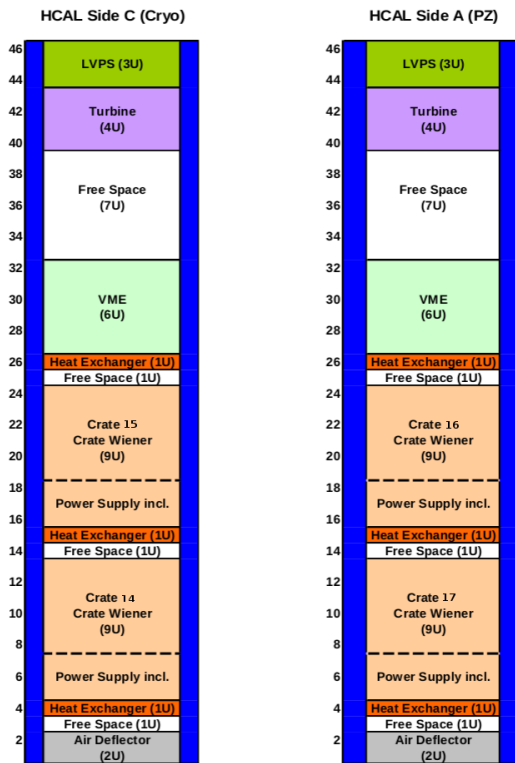 HCAL Side C (Cryo)
46
44
42
40
38
36
34
32
30
28
26
24
22
20
18
16
14
12
10
8
6
4
2
LVPS (3U)
Turbine
(4U)
Free Space
(7U)
VME
(6U)
Heat Exchanger (1U)
Free Space (1U)
Crate 15
Crate Wiener
(9U)
Power Supply incl.
Heat Exchanger (1U)
Free Space (1U)
Crate 14
Crate Wiener
(9U)
Power Supply incl.
Heat Exchanger (1U)
Free Space (1U)
Air Deflector
(2U)
HCAL Side A (PZ)
46
44
42
40
38
36
34
32
30
28
26
24
22
20
18
16
14
12
10
8
6
4
2
LVPS (3U)
Turbine
(4U)
Free Space
(7U)
VME
(6U)
Heat Exchanger (1U)
Free Space (1U)
Crate 16
Crate Wiener
(9U)
Power Supply incl.
Heat Exchanger (1U)
Free Space (1U)
Crate 17
Crate Wiener
(9U)
Power Supply incl.
Heat Exchanger (1U)
Free Space (1U)
Air Deflector
(2U)